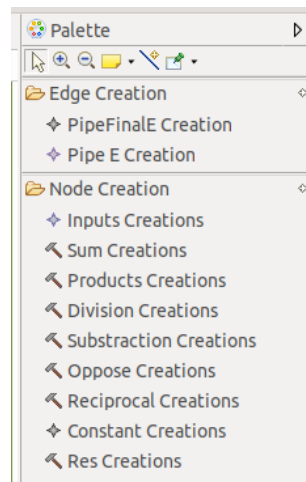 Palette
Edge Creation
PipeFinalE Creation
Pipe E Creation
Node Creation
Inputs Creations
Sum Creations
Products Creations
Division Creations
Substraction Creations
Oppose Creations
Reciprocal Creations
Constant Creations
Res Creations